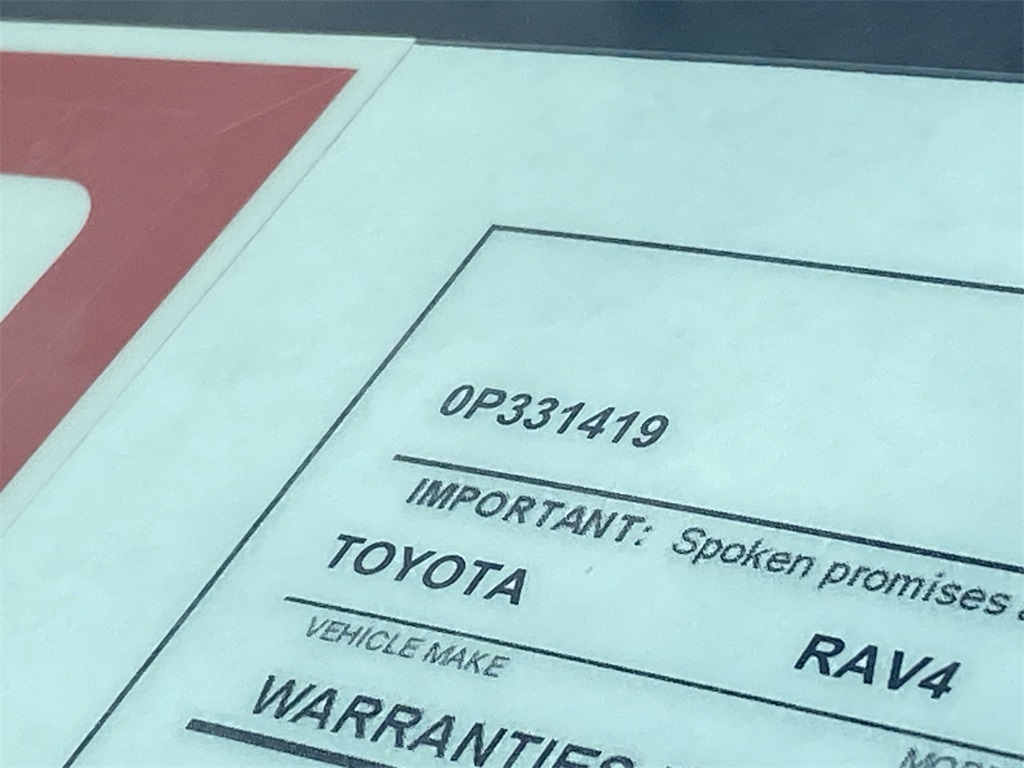 0P331419
IMPORTANT: Spoken promises
TOYOTA RAV4
VEHICLE MAKE
WARRANTIES